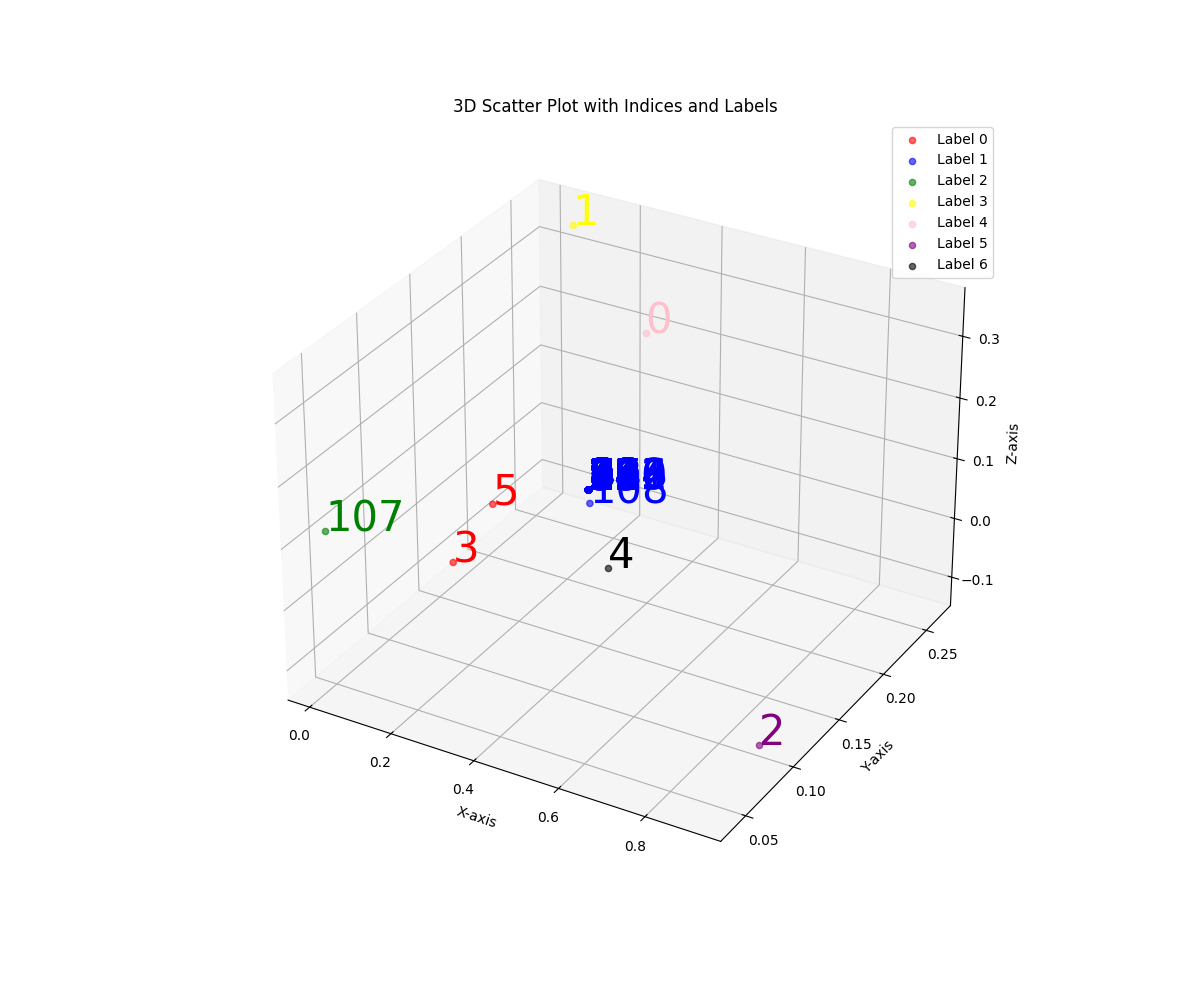 3D Scatter Plot with Indices and Labels
Label 0
Label 1
Label 2
Label 3
Label 4
Label 5
Label 6
1
0
5
108
107
3
4
2
0.3
0.2
0.1
0.0
−0.1
Z-axis
0.25
0.20
0.15
0.10
0.05
Y-axis
0.0
0.2
0.4
0.6
0.8
X-axis